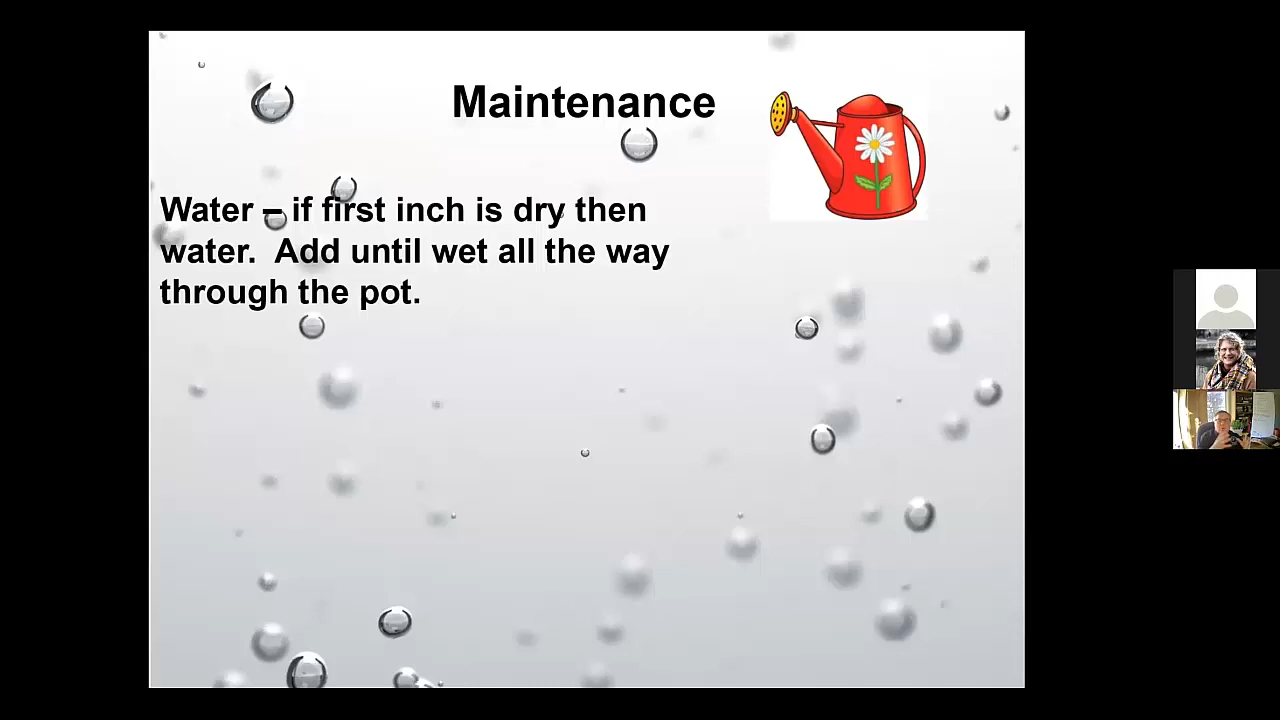 Maintenance
Water – if first inch is dry then
water.  Add until wet all the way
through the pot.